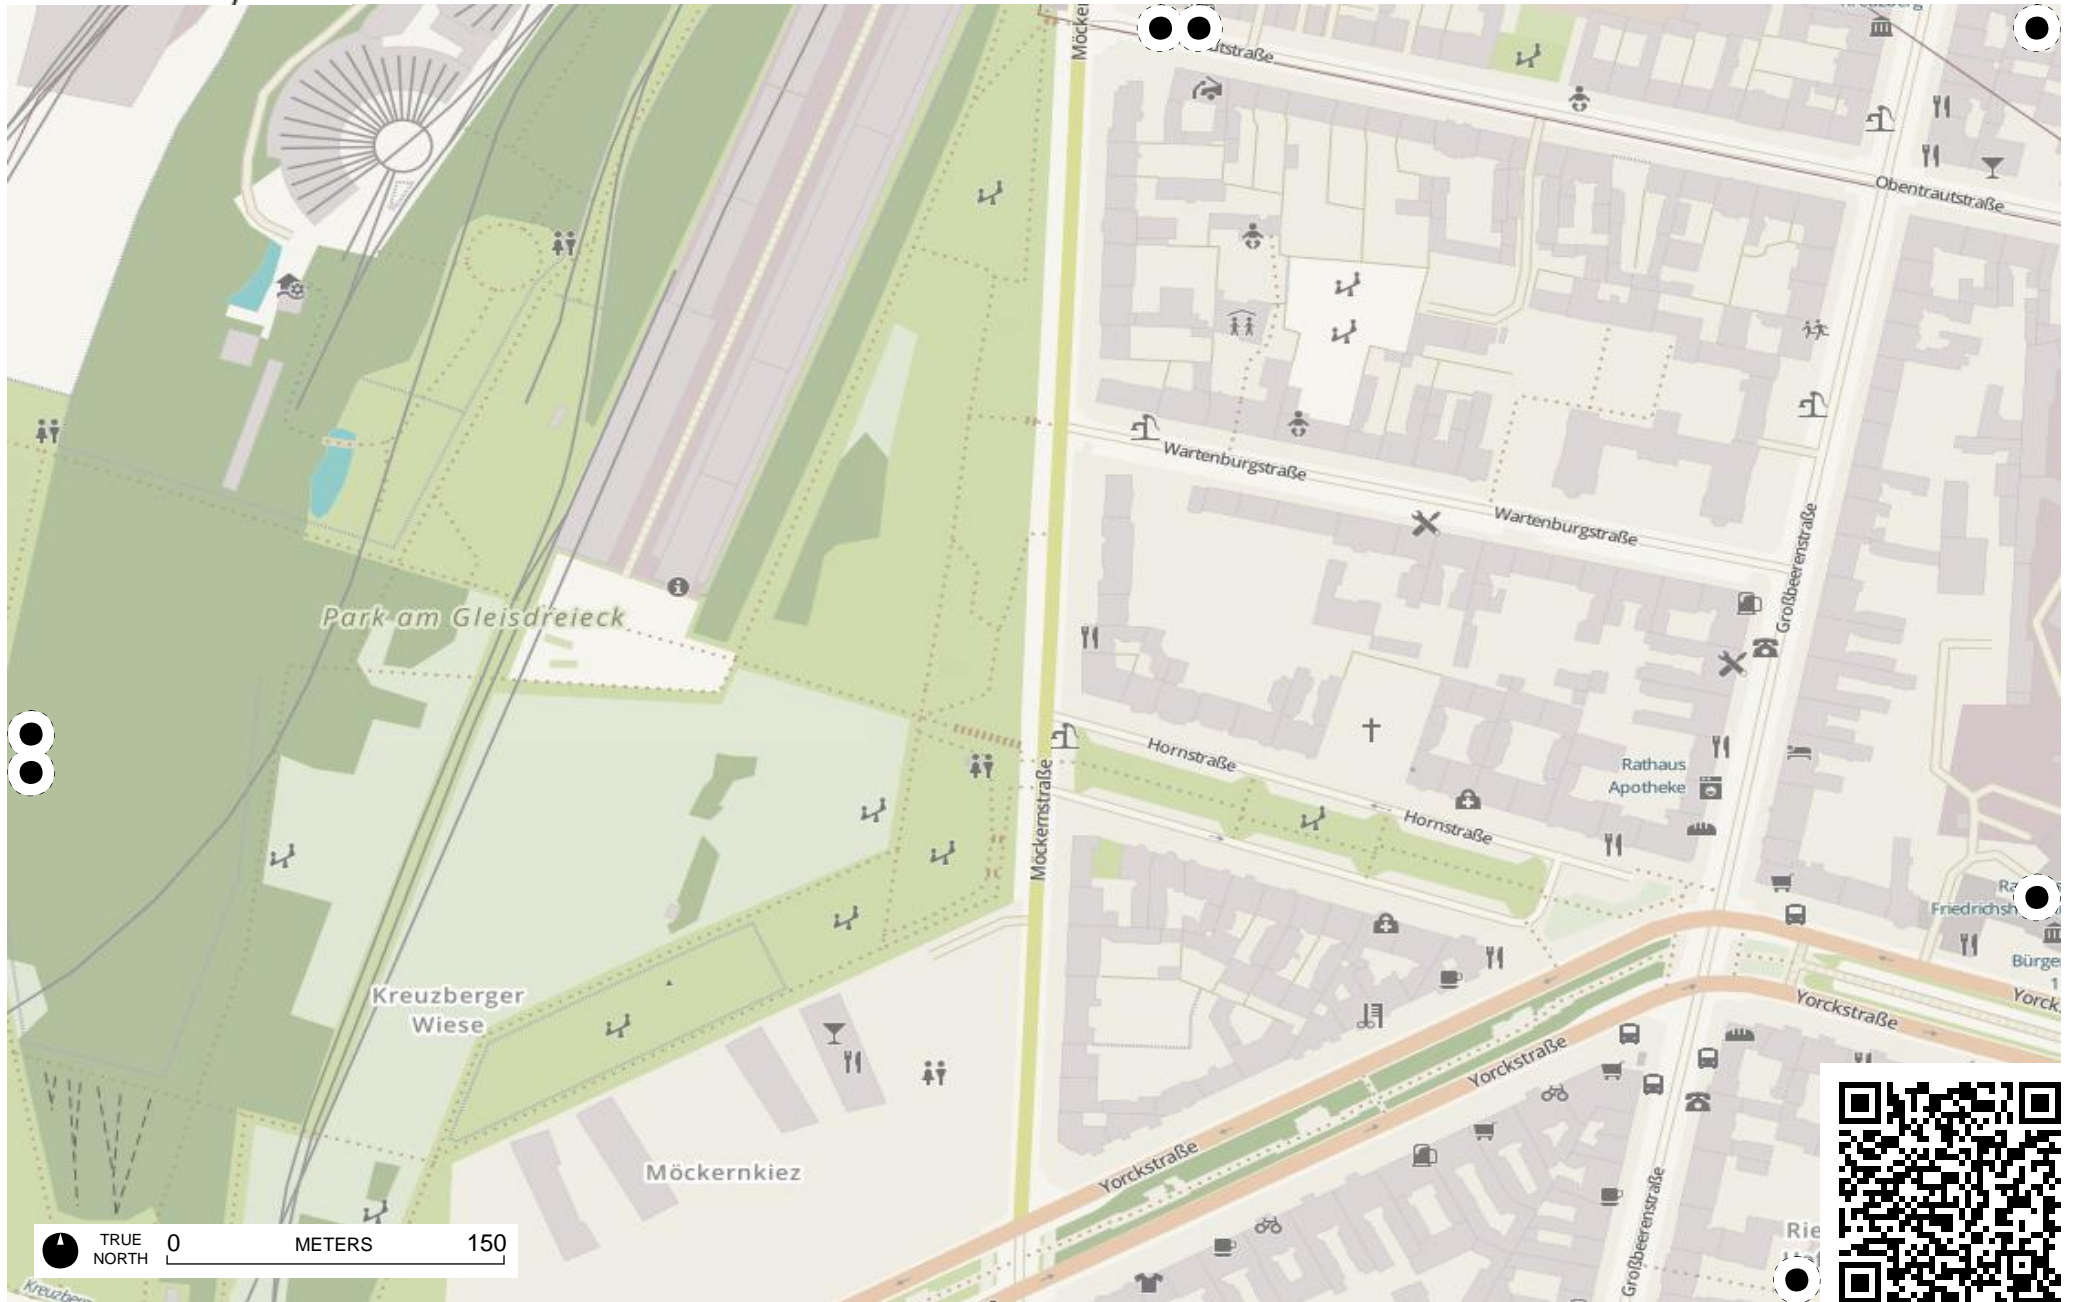 Obentrautstraße
Wartenburgstraße
Wartenburgstraße
Großbeerenstraße
Park am Gleisdreieck
Hornstraße
Rathaus
Apotheke
Hornstraße
Möckernstraße
Kreuzberger
Wiese
Yorckstraße
Yorckstraße
Möckernkiez
Yorckstraße
Großbeerenstraße
TRUE
NORTH
0
METERS
150